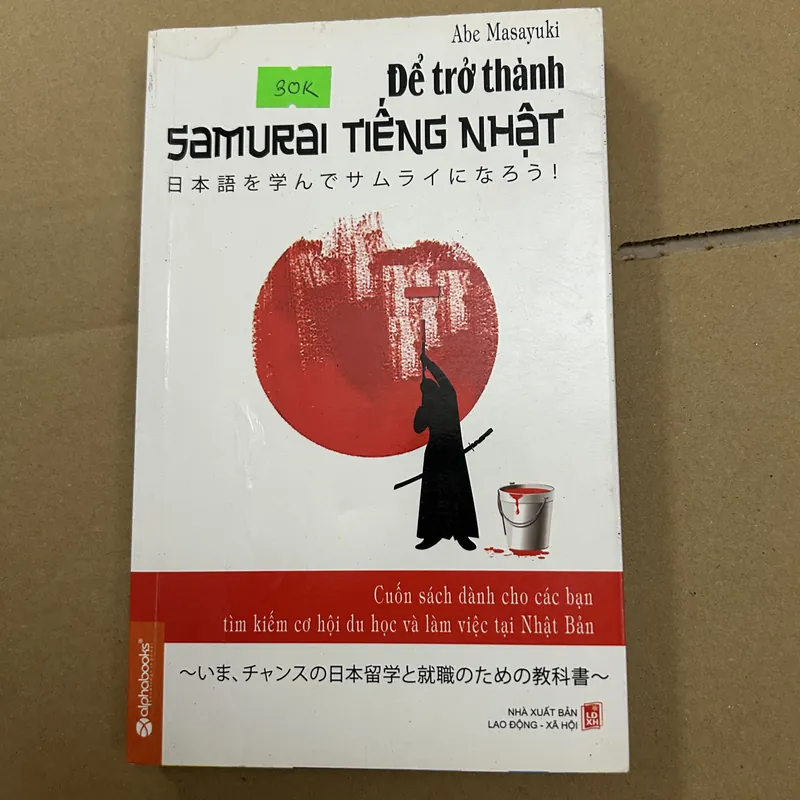 Abe Masayuki
30K
Để trở thành
SAMURAI TIẾNG NHẬT
日本語を学んでサムライになろう!
Cuốn sách dành cho các bạn
tìm kiếm cơ hội du học và làm việc tại Nhật Bản
~いま、チャンスの日本留学と就職のための教科書~
alphabooks®
NHÀ XUẤT BẢN
LAO ĐỘNG - XÃ HỘI
LĐ
XH